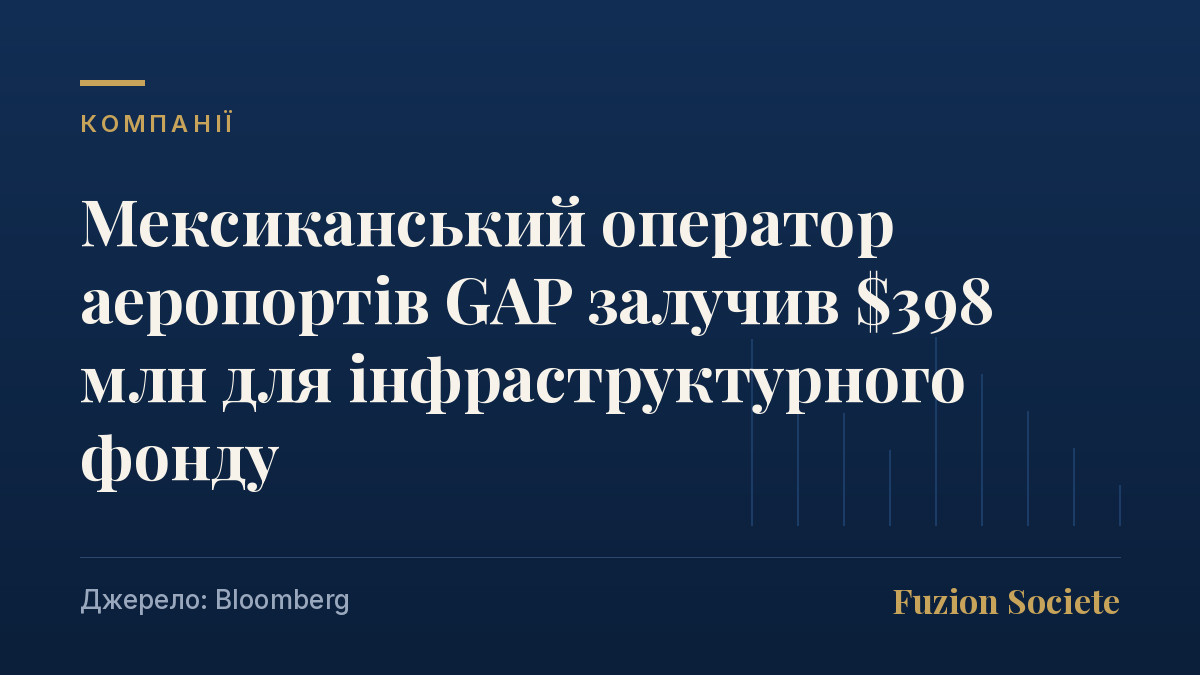 КОМПАНІЇ
Мексиканський оператор
аеропортів GAP залучив $398
млн для інфраструктурного
фонду
Джерело: Bloomberg
Fuzion Societe